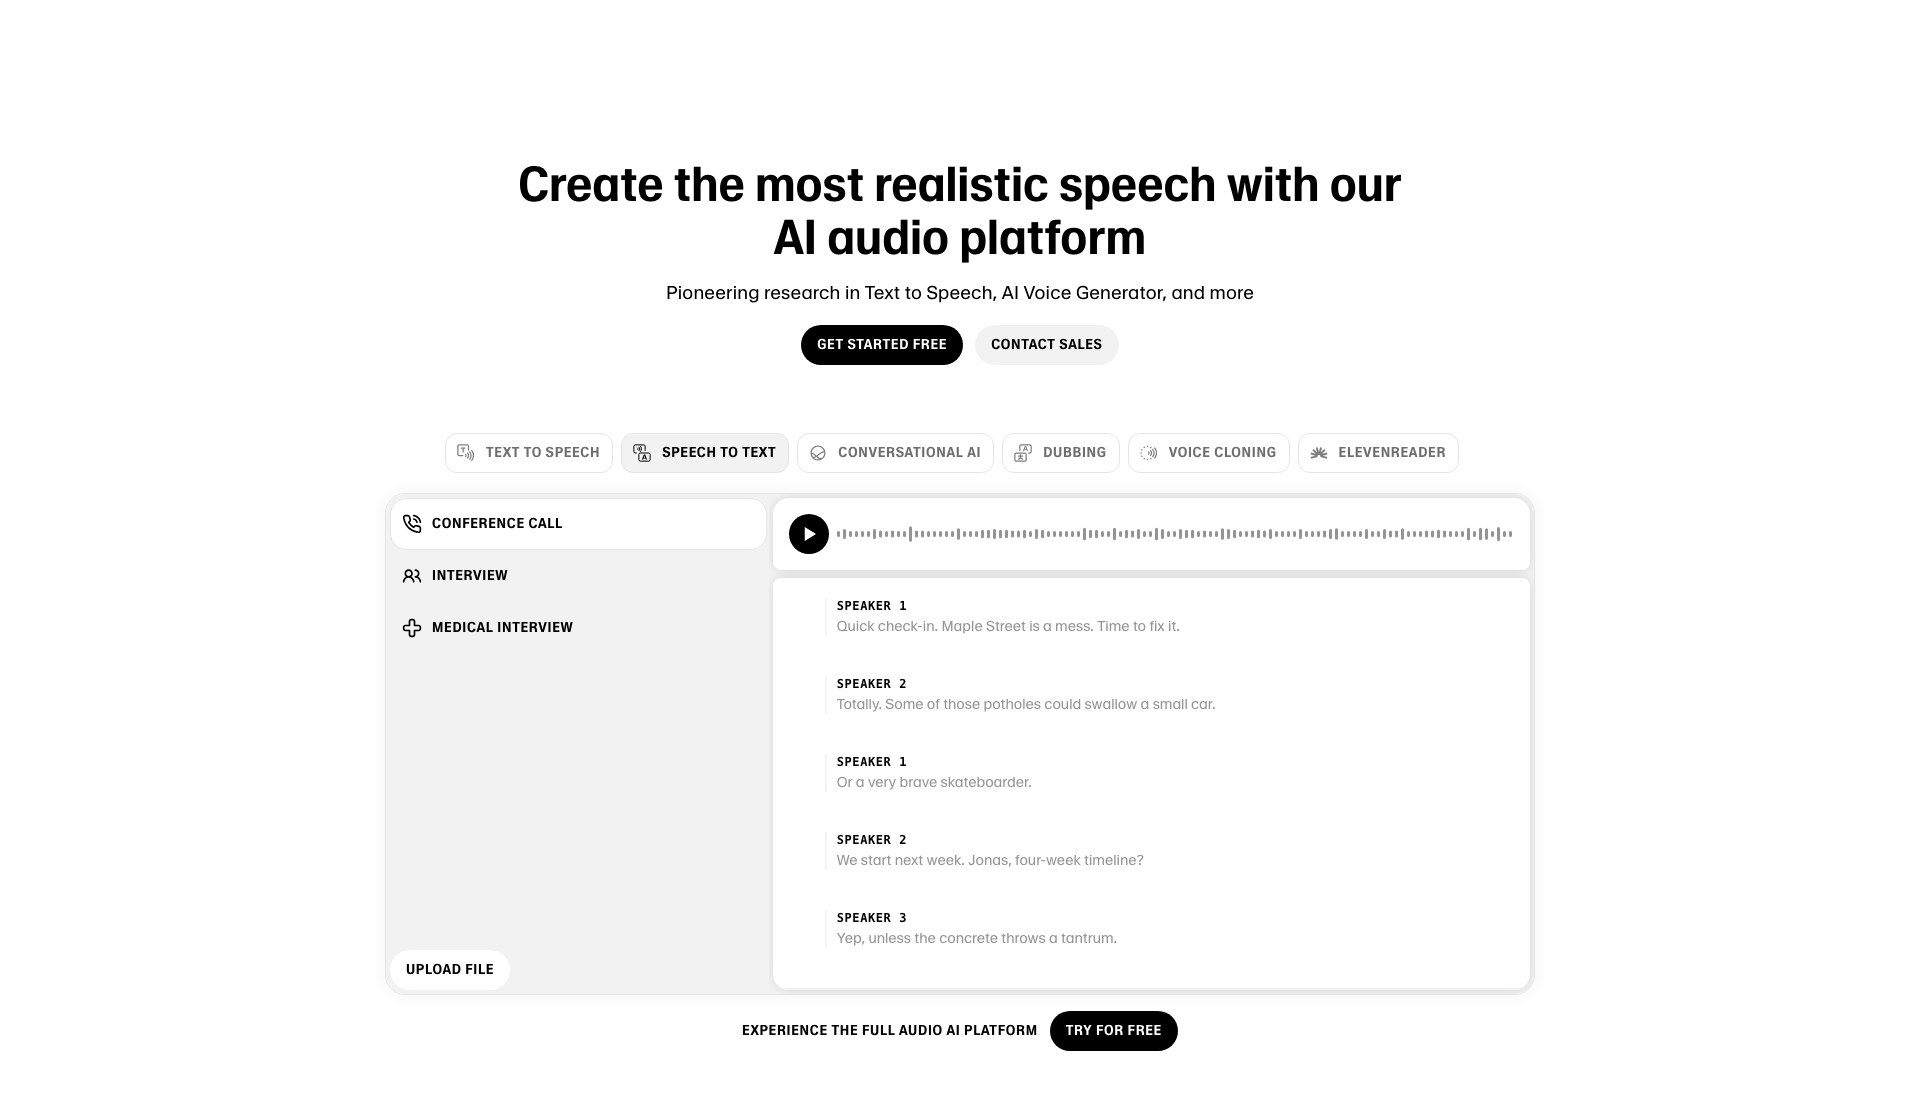 Create the most realistic speech with our
AI audio platform
Pioneering research in Text to Speech, AI Voice Generator, and more
GET STARTED FREE
CONTACT SALES
TEXT TO SPEECH
SPEECH TO TEXT
CONVERSATIONAL AI
DUBBING
VOICE CLONING
ELEVENREADER
CONFERENCE CALL
INTERVIEW
MEDICAL INTERVIEW
UPLOAD FILE
SPEAKER 1
Quick check-in. Maple Street is a mess. Time to fix it.
SPEAKER 2
Totally. Some of those potholes could swallow a small car.
SPEAKER 1
Or a very brave skateboarder.
SPEAKER 2
We start next week. Jonas, four-week timeline?
SPEAKER 3
Yep, unless the concrete throws a tantrum.
EXPERIENCE THE FULL AUDIO AI PLATFORM
TRY FOR FREE